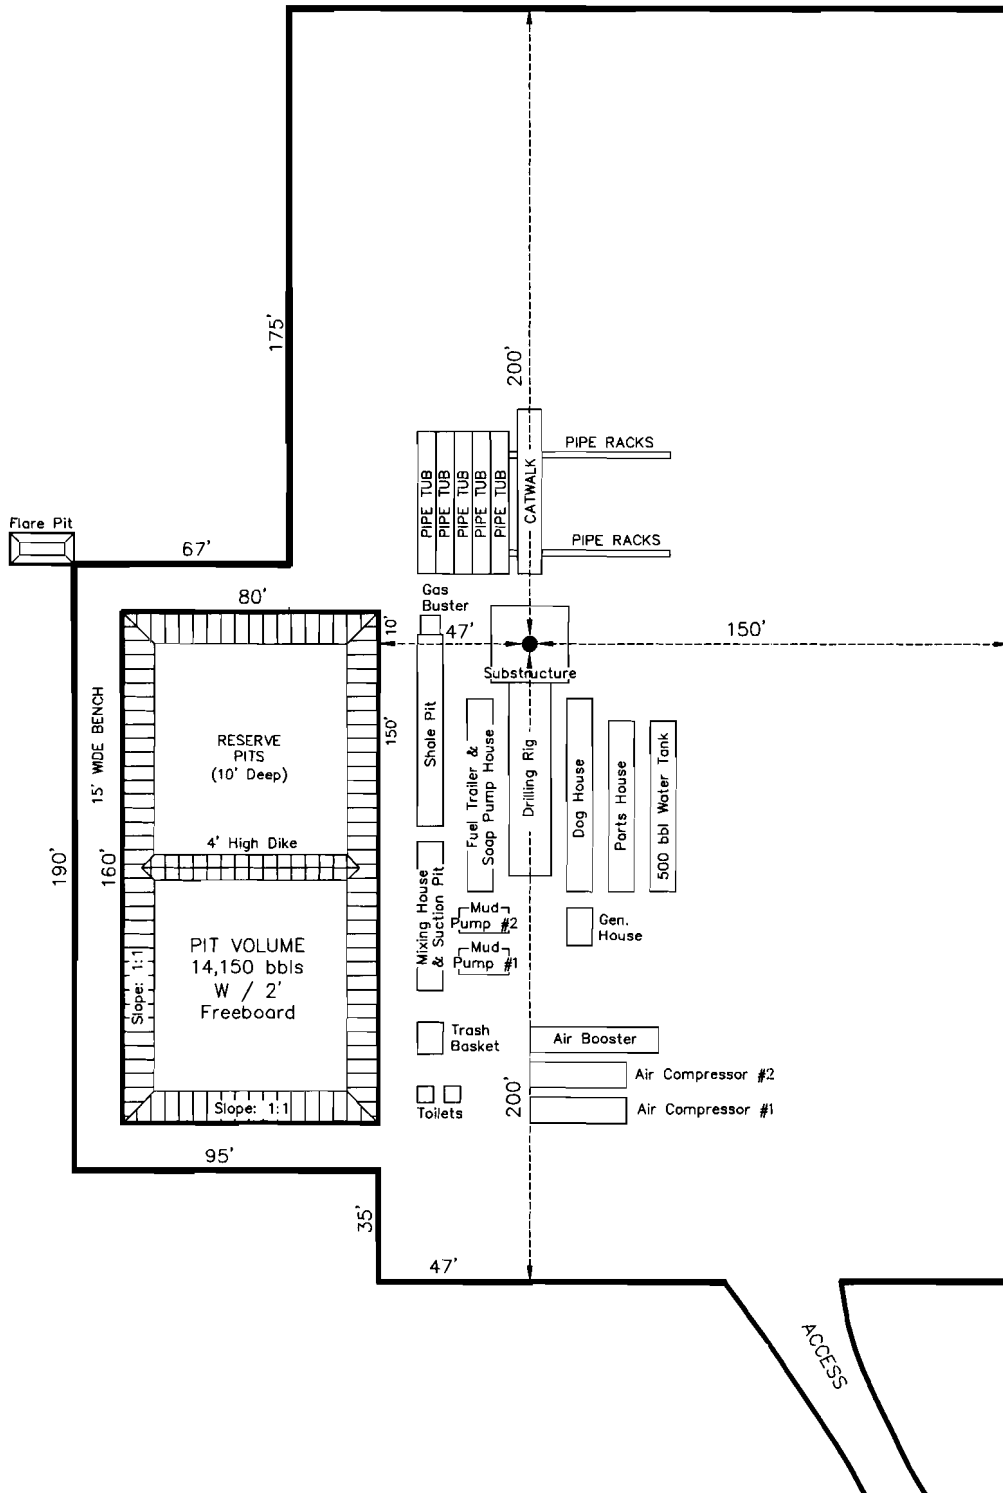 175'
200'
PIPE RACKS
PIPE TUB
PIPE TUB
PIPE TUB
PIPE TUB
PIPE TUB
CATWALK
PIPE RACKS
Flare Pit
67'
80'
Gas
Buster
10'
47'
150'
Substructure
15' WIDE BENCH
RESERVE
PITS
(10' Deep)
150'
Shale Pit
Fuel Trailer &
Soap Pump House
Drilling Rig
Dog House
Parts House
500 bbl Water Tank
190'
160'
4' High Dike
Mixing House
& Suction Pit
Mud
Pump #2
Mud
Pump #1
Gen.
House
PIT VOLUME
14,150 bbls
W / 2'
Freeboard
Slope: 1:1
Trash
Basket
Air Booster
Air Compressor #2
200'
Slope: 1:1
Toilets
Air Compressor #1
95'
35'
47'
ACCESS